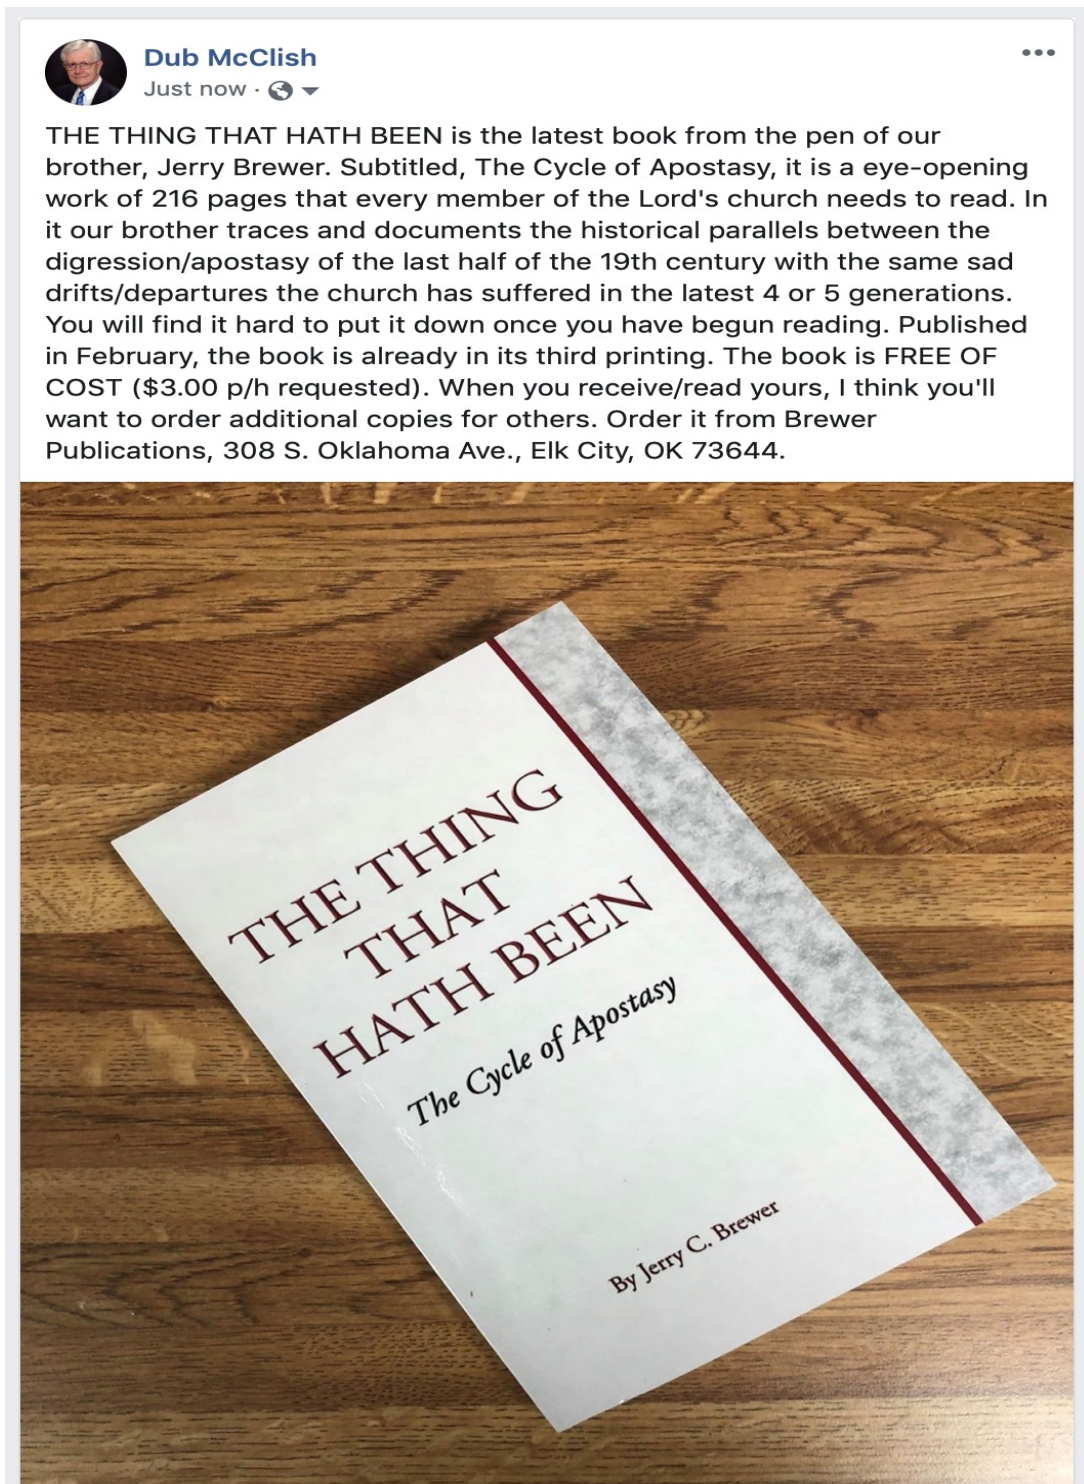 Dub McClish
Just now ·
THE THING THAT HATH BEEN is the latest book from the pen of our
brother, Jerry Brewer. Subtitled, The Cycle of Apostasy, it is a eye-opening
work of 216 pages that every member of the Lord's church needs to read. In
it our brother traces and documents the historical parallels between the
digression/apostasy of the last half of the 19th century with the same sad
drifts/departures the church has suffered in the latest 4 or 5 generations.
You will find it hard to put it down once you have begun reading. Published
in February, the book is already in its third printing. The book is FREE OF
COST ($3.00 p/h requested). When you receive/read yours, I think you'll
want to order additional copies for others. Order it from Brewer
Publications, 308 S. Oklahoma Ave., Elk City, OK 73644.
THE THING
THAT
HATH BEEN
The Cycle of Apostasy
By Jerry C. Brewer